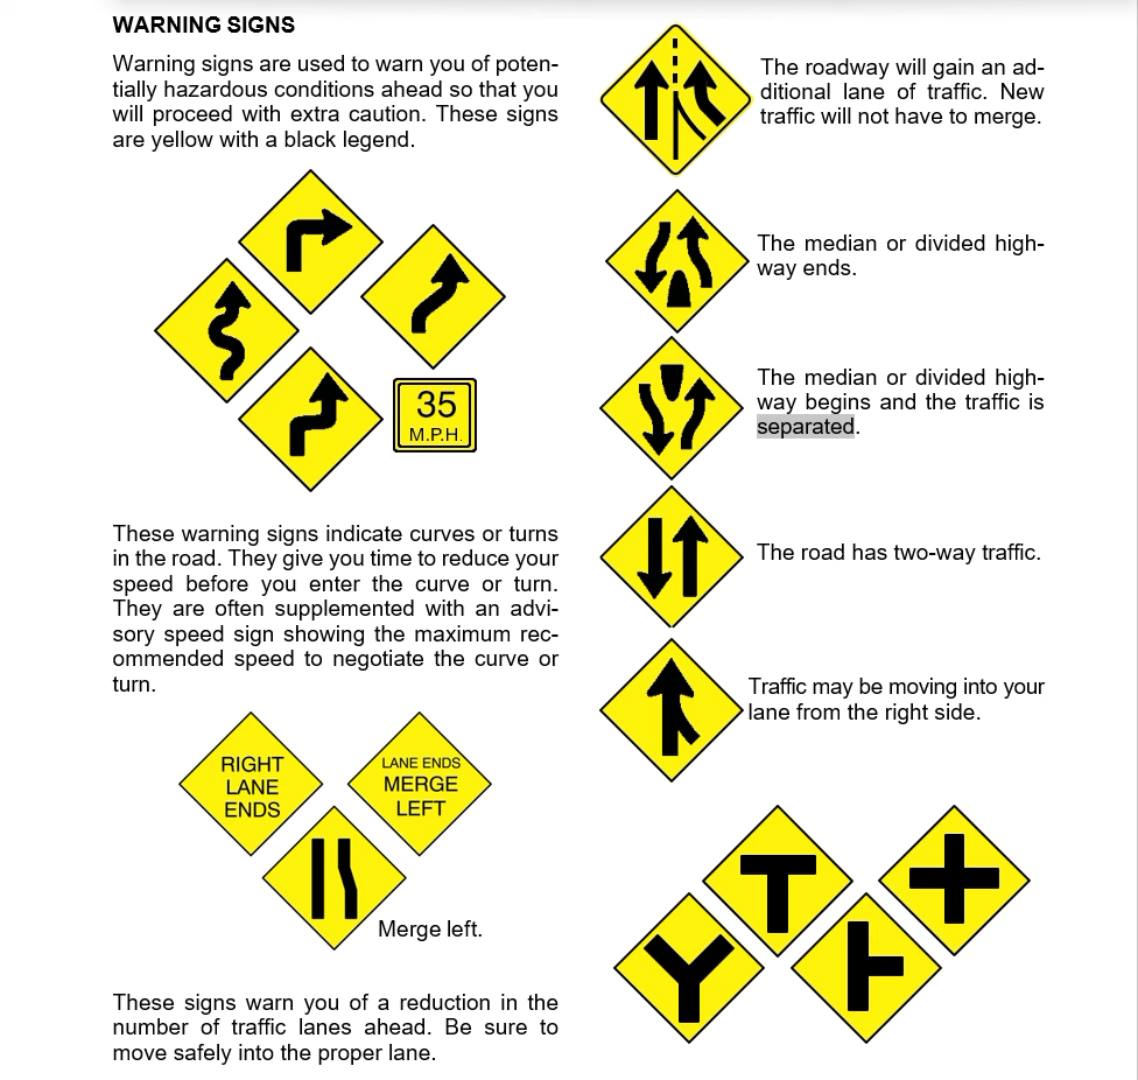 WARNING SIGNS
Warning signs are used to warn you of poten-
tially hazardous conditions ahead so that you
will proceed with extra caution. These signs
are yellow with a black legend.
35
M.P.H.
These warning signs indicate curves or turns
in the road. They give you time to reduce your
speed before you enter the curve or turn.
They are often supplemented with an advi-
sory speed sign showing the maximum rec-
ommended speed to negotiate the curve or
turn.
RIGHT
LANE
ENDS
LANE ENDS
MERGE
LEFT
Merge left.
These signs warn you of a reduction in the
number of traffic lanes ahead. Be sure to
move safely into the proper lane.
The roadway will gain an ad-
ditional lane of traffic. New
traffic will not have to merge.
The median or divided high-
way ends.
The median or divided high-
way begins and the traffic is
separated.
The road has two-way traffic.
Traffic may be moving into your
lane from the right side.